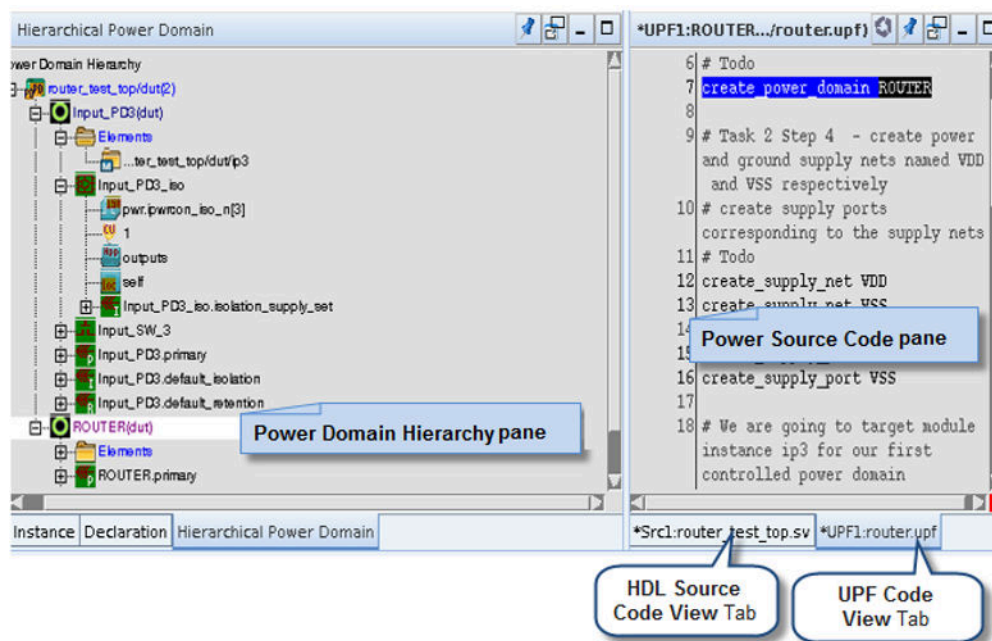 Hierarchical Power Domain
ower Domain Hierarchy
router_test_top/dut(2)
Input_PD3(dut)
Elements
...ter_test_top/dut/ip3
Input_PD3_iso
pwr.ipwrcon_iso_n[3]
1
outputs
self
Input_PD3_iso.isolation_supply_set
Input_SW_3
Input_PD3.primary
Input_PD3.default_isolation
Input_PD3.default_retention
ROUTER(dut)
Elements
ROUTER.primary
Power Domain Hierarchy pane
Instance Declaration Hierarchical Power Domain
*UPF1:ROUTER.../router.upf)
6 # Todo
7 create_power_domain ROUTER
8
9 # Task 2 Step 4 - create power
and ground supply nets named VDD
and VSS respectively
10 # create supply ports
corresponding to the supply nets
11 # Todo
12 create_supply_net VDD
13 create_supply_net VSS
14
15
Power Source Code pane
16 create_supply_port VSS
17
18 # We are going to target module
instance ip3 for our first
controlled power domain
*Src1:router_test_top.sv *UPF1:router.upf
HDL Source
Code View Tab
UPF Code
View Tab